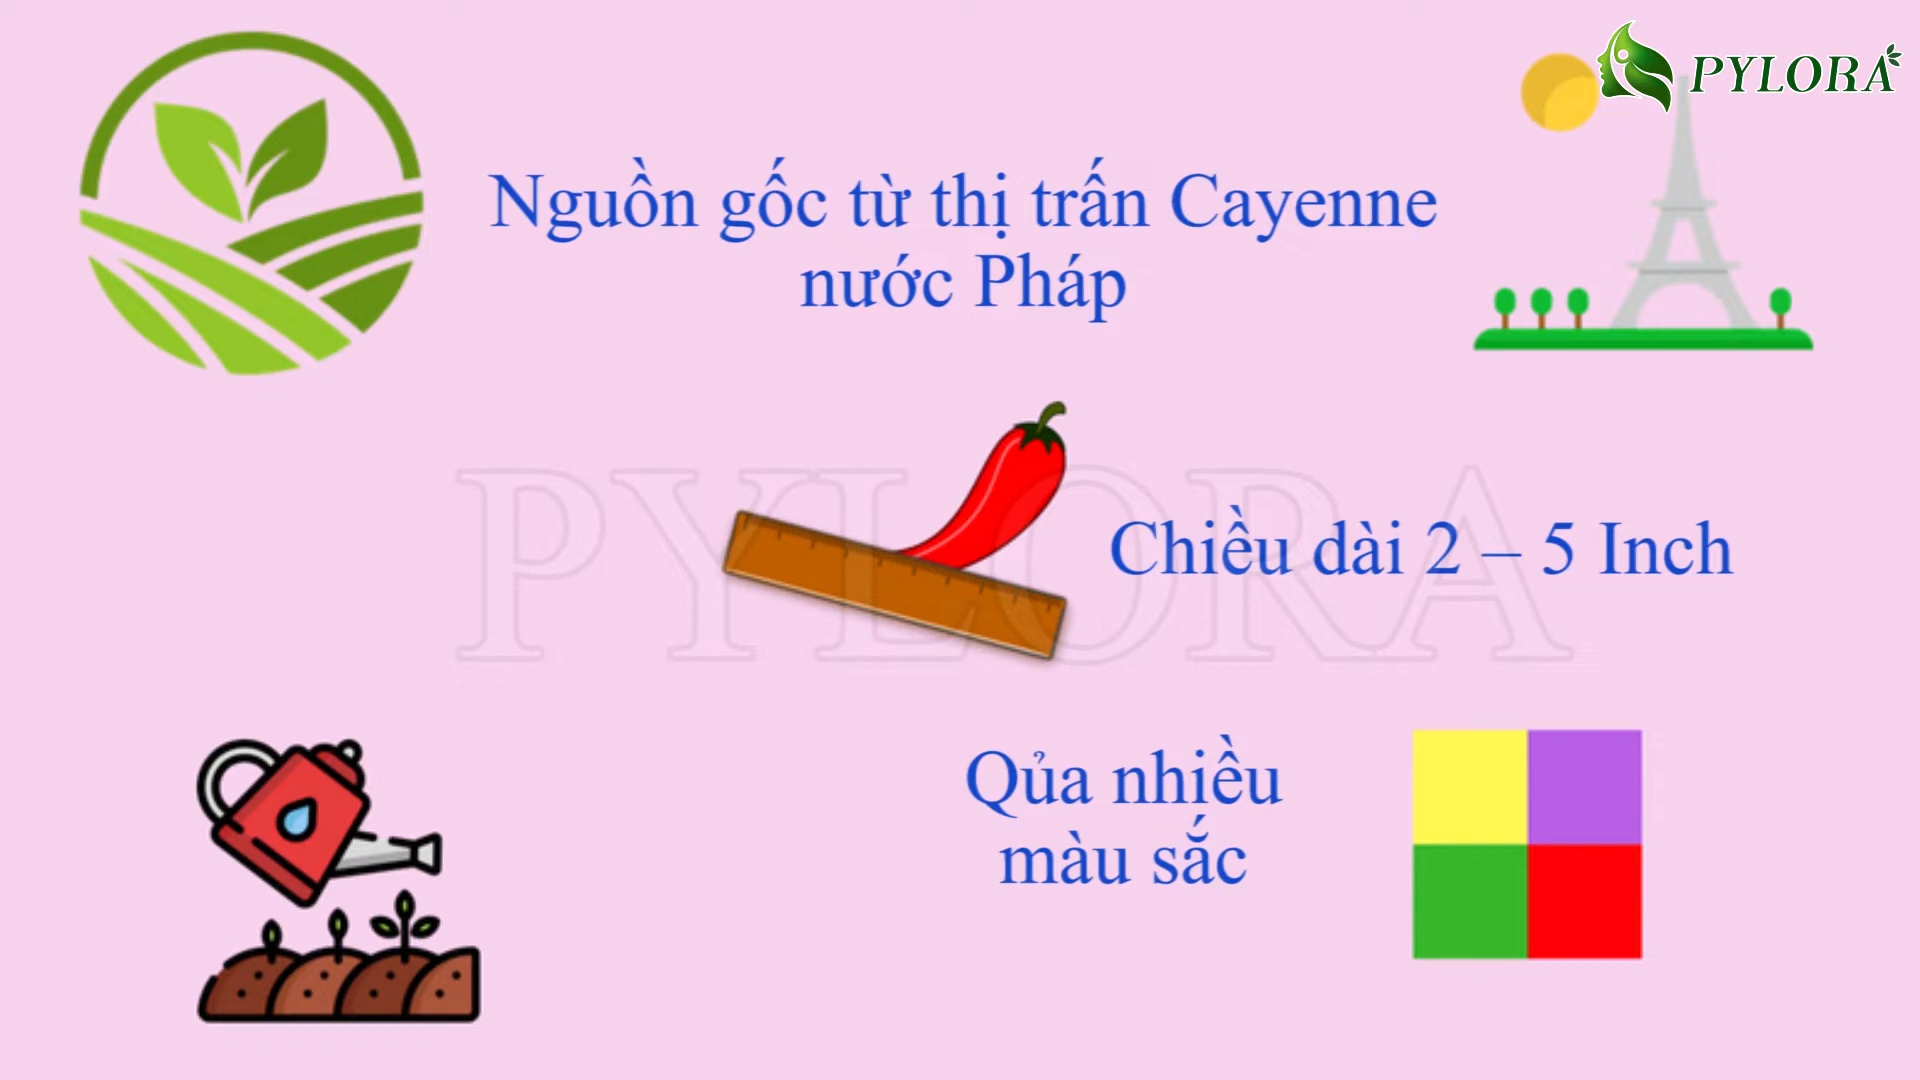 PYLORA
Nguồn gốc từ thị trấn Cayenne
nước Pháp
PYLORA
Chiều dài 2 – 5 Inch
Qủa nhiều
màu sắc